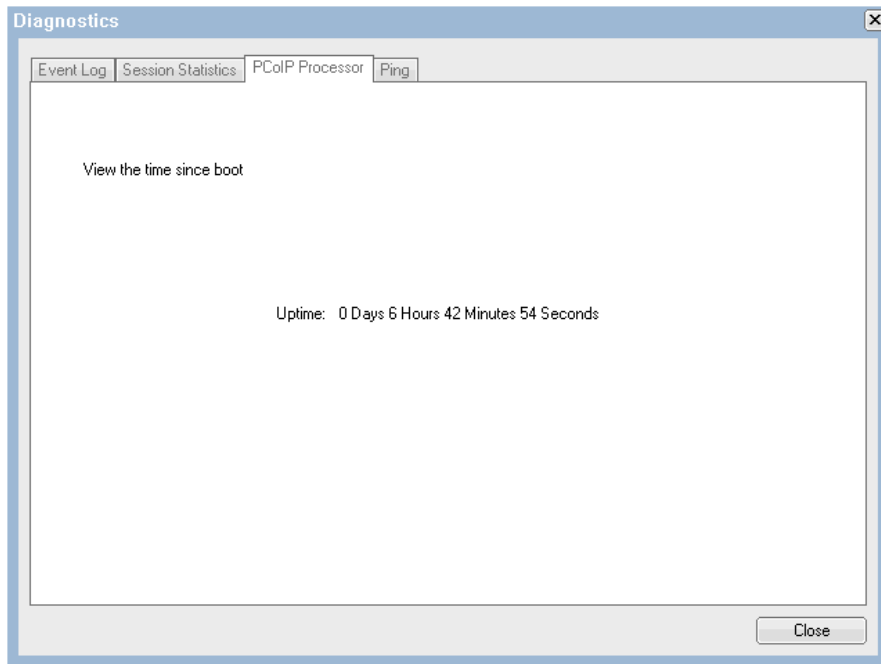 Diagnostics
Event Log Session Statistics PCoIP Processor Ping
View the time since boot
Uptime: 0 Days 6 Hours 42 Minutes 54 Seconds
Close